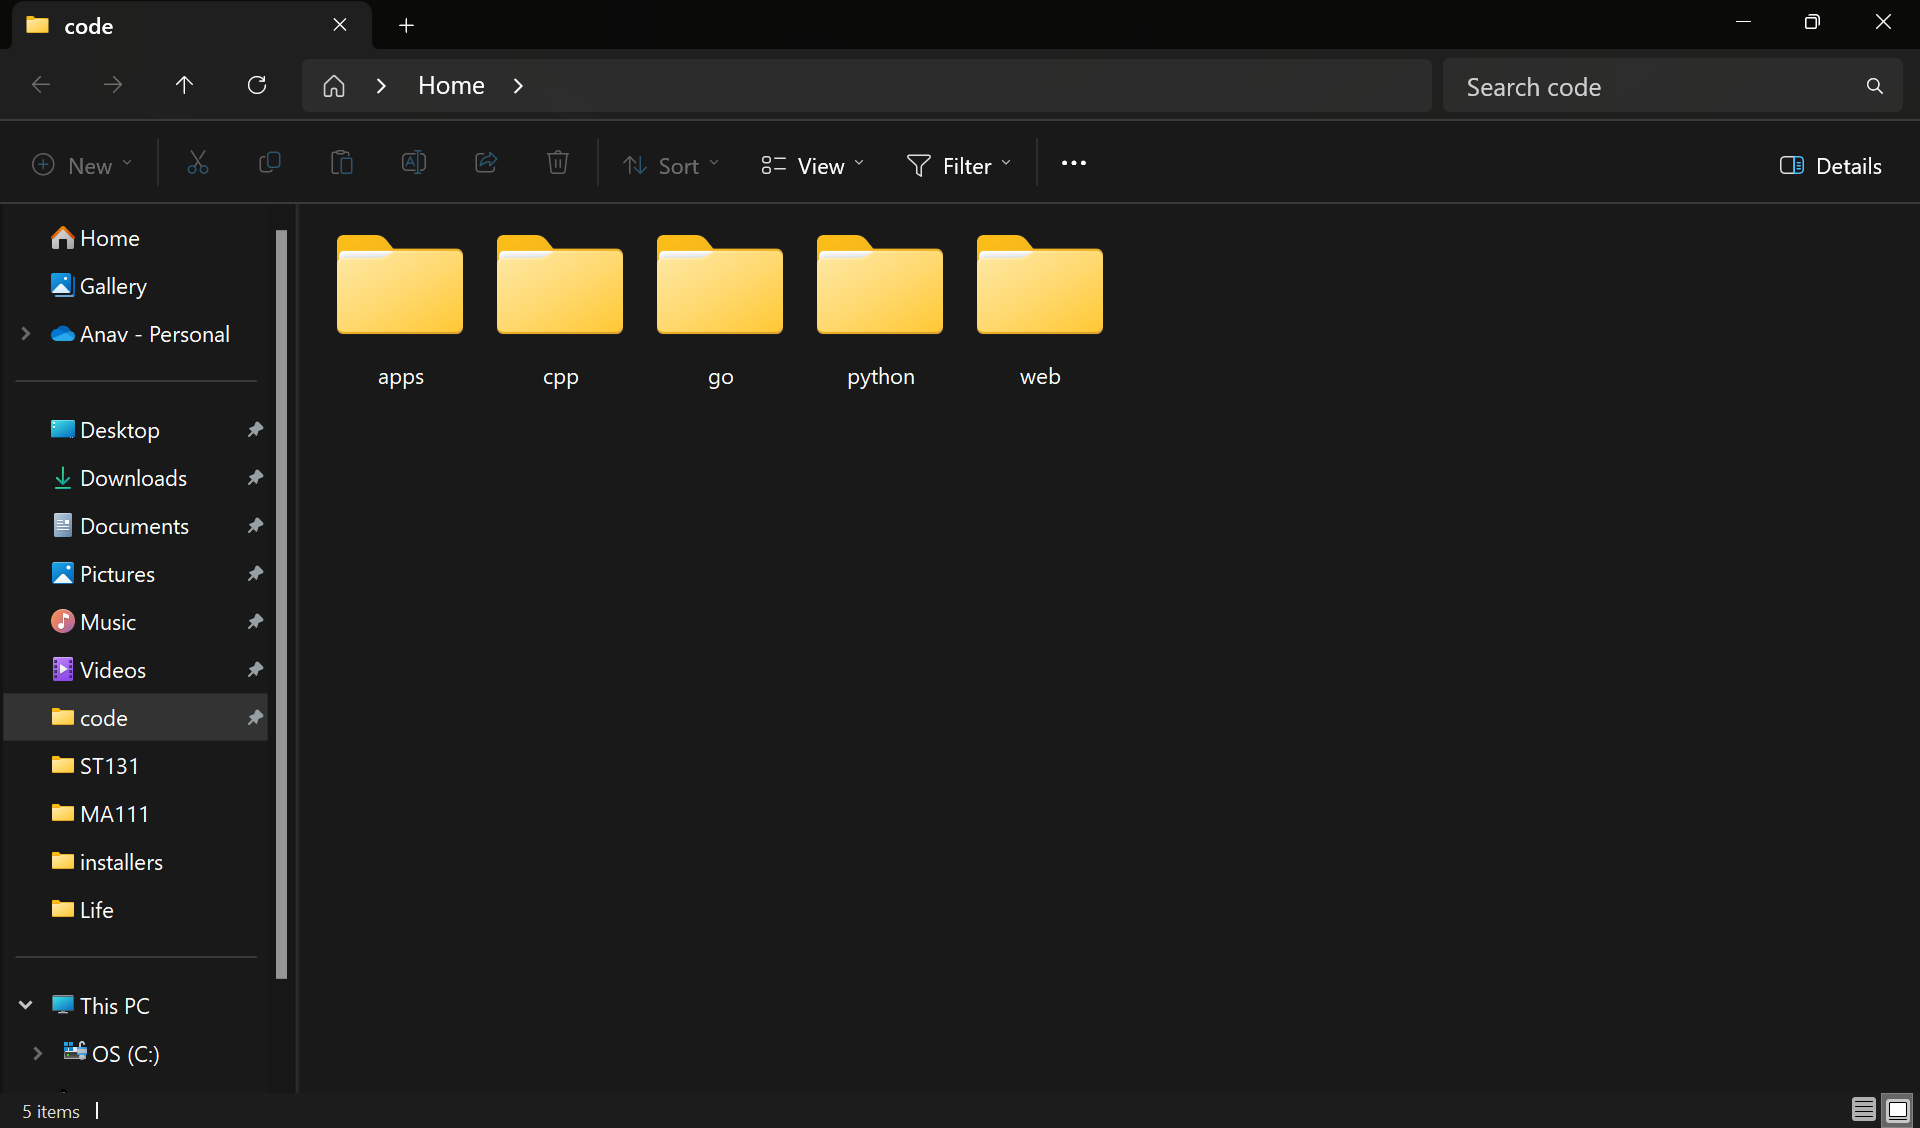 code
Home
Search code
New
Sort
View
Filter
Details
Home
Gallery
Anav - Personal
Desktop
Downloads
Documents
Pictures
Music
Videos
code
ST131
MA111
installers
Life
This PC
OS (C:)
apps
cpp
go
python
web
5 items